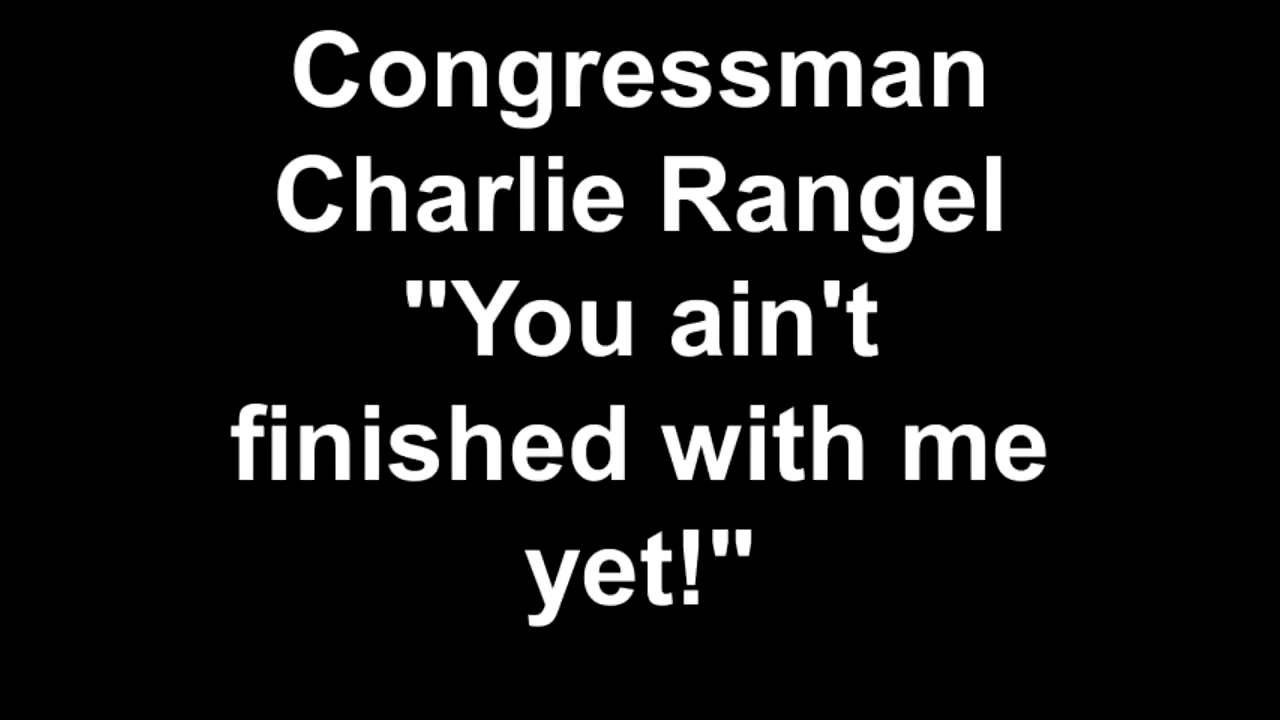 Congressman
Charlie Rangel
"You ain't
finished with me
yet!"